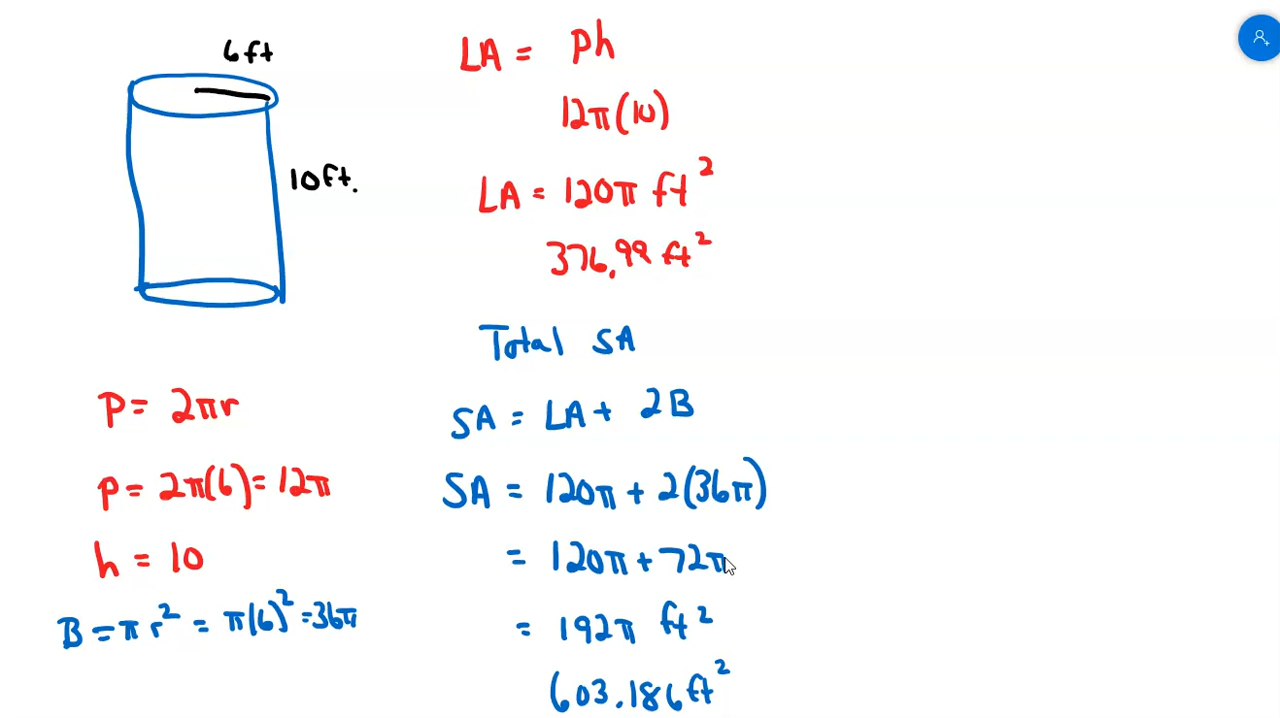 6ft
10ft.
LA = ph
12π(10)
LA = 120π ft²
376.99 ft²
Total SA
SA = LA + 2B
SA = 120π + 2(36π)
= 120π + 72π
= 192π ft²
603.186 ft²
P = 2πr
p = 2π(6) = 12π
h = 10
B = π r² = π(6)² = 36π